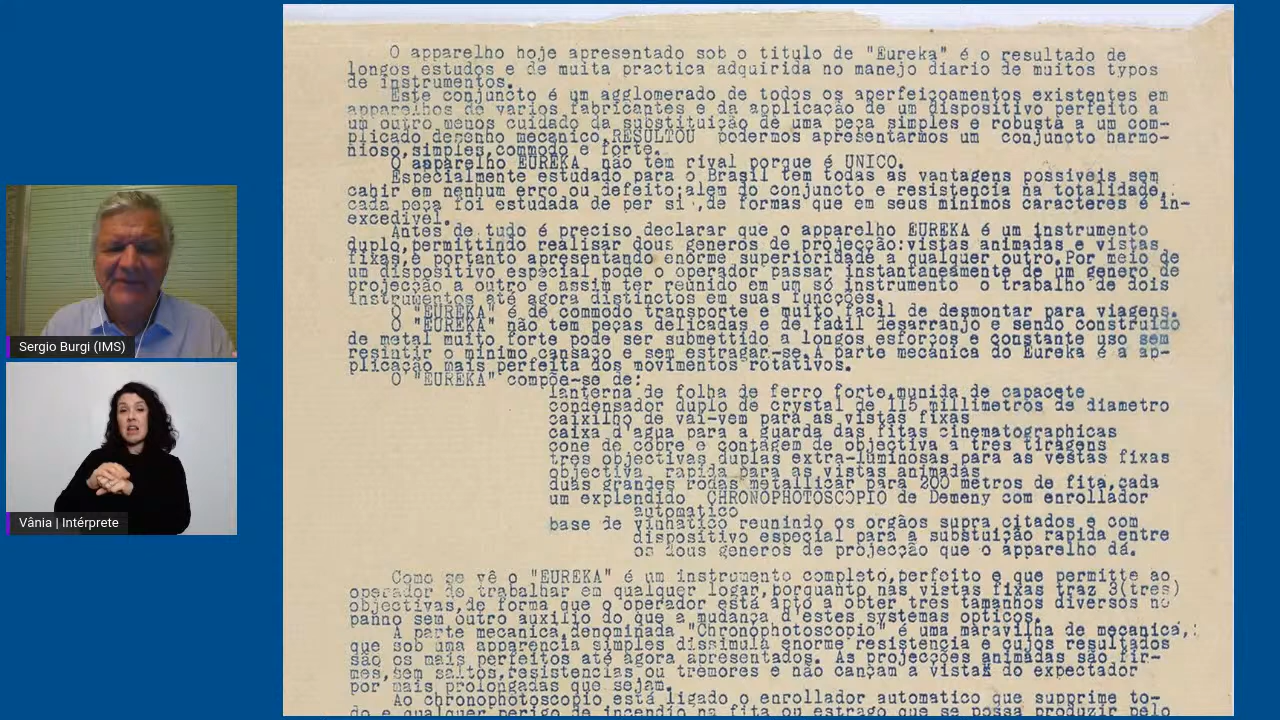 O apparelho hoje apresentado sob o titulo de "Eureka" é o resultado de
longos estudos e de muita practica adquirida no manejo diario de muitos typos
de instrumentos.
Este conjuncto é um agglomerado de todos os aperfeiçoamentos existentes em
apparelhos de varios fabricantes e da applicação de um dispositivo perfeito a
um outro menos cuidado da substituição de uma peça simples e robusta a um com-
plicado desenho mecanico,RESULTOU podermos apresentarmos um conjuncto harmo-
nioso,simples,commodo e forte.
O apparelho EUREKA não tem rival porque é UNICO.
Especialmente estudado para o Brasil tem todas as vantagens possiveis sem
cahir em nenhum erro ou defeito;alem do conjuncto e resistencia na totalidade,
cada peça foi estudada de per si ,de formas que em seus minimos caracteres é in-
excedivel.
Antes de tudo é preciso declarar que o apparelho EUREKA é um instrumento
duplo,permittindo realisar dous generos de projecção:vistas animadas e vistas
fixas,e portanto apresentando enorme superioridade a qualquer outro.Por meio de
um dispositivo especial pode o operador passar instantaneamente de um genero de
projecção a outro e assim ter reunido em um só instrumento o trabalho de dois
instrumentos até agora distinctos em suas funcções.
O "EUREKA" é de commodo transporte e muito facil de desmontar para viagens.
O "EUREKA" não tem peças delicadas e de facil desarranjo e sendo construido
de metal muito forte pode ser submettido a longos esforços e constante uso sem
resintir o minimo cansaço e sem estragar-se.A parte mecanica do Eureka é a ap-
plicação mais perfeita dos movimentos rotativos.
O "EUREKA" compõe-se de:
lanterna de folha de ferro forte,munida de capacete
condensador duplo de crystal de 115 millimetros de diametro
caixilho de vai-vem para as vistas fixas
caixa d'agua para a guarda das fitas cinematographicas
cone de cobre e contagem de objectiva a tres tiragens
tres objectivas duplas extra-luminosas para as vestas fixas
objectiva rapida para as vistas animadas
duas grandes rodas metallicar para 200 metros de fita,cada
um explendido CHRONOPHOTOSCOPIO de Demeny com enrollador
automatico
base de vinhatico reunindo os orgãos supra citados e com
dispositivo especial para a substuição rapida entre
os dous generos de projecção que o apparelho dá.
Como se vê o "EUREKA" é um instrumento completo,perfeito e que permitte ao
operador de trabalhar em qualquer logar,porquanto nas vistas fixas traz 3(tres)
objectivas,de forma que o operador está apto a obter tres tamanhos diversos no
panno sem outro auxilio do que a mudança d'estes systemas opticos.
A parte mecanica,denominada "Chronophotoscopio" é uma maravilha de mecanica,
que sob uma apparencia simples dissimula enorme resistencia e cujos resultados
são os mais perfeitos até agora apresentados. As projecções animadas são fir-
mes,sem saltos,resistencias ou tremores e não cançam a vista do expectador
por mais prolongadas que sejam.
Ao chronophotoscopio está ligado o enrollador automatico que supprime to-
do e qualquer perigo de incendio na fita ou estrago que se possa produzir pelo
Sergio Burgi (IMS)
Vânia | Intérprete